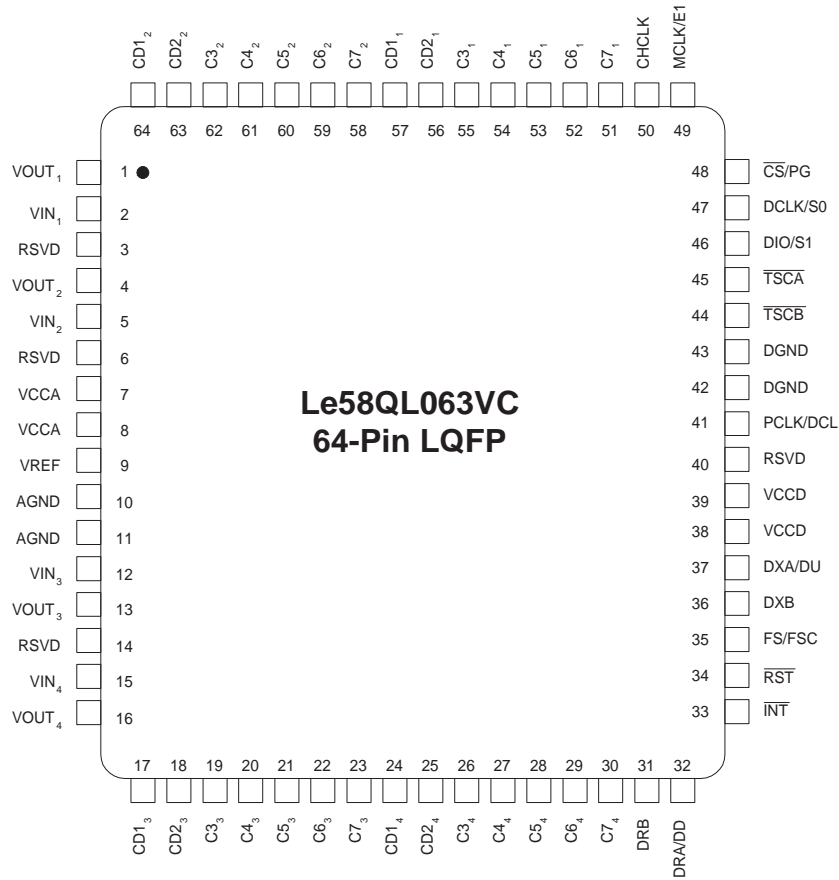 CD1₂ CD2₂ C3₂ C4₂ C5₂ C6₂ C7₂ CD1₁ CD2₁ C3₁ C4₁ C5₁ C6₁ C7₁ CHCLK MCLK/E1
64 63 62 61 60 59 58 57 56 55 54 53 52 51 50 49
VOUT₁ 1
VIN₁ 2
RSVD 3
VOUT₂ 4
VIN₂ 5
RSVD 6
VCCA 7
VCCA 8
VREF 9
AGND 10
AGND 11
VIN₃ 12
VOUT₃ 13
RSVD 14
VIN₄ 15
VOUT₄ 16
Le58QL063VC
64-Pin LQFP
48 C̅S̅/PG
47 DCLK/S0
46 DIO/S1
45 T̅S̅C̅A̅
44 T̅S̅C̅B̅
43 DGND
42 DGND
41 PCLK/DCL
40 RSVD
39 VCCD
38 VCCD
37 DXA/DU
36 DXB
35 FS/FSC
34 R̅S̅T̅
33 I̅N̅T̅
17 18 19 20 21 22 23 24 25 26 27 28 29 30 31 32
CD1₃ CD2₃ C3₃ C4₃ C5₃ C6₃ C7₃ CD1₄ CD2₄ C3₄ C4₄ C5₄ C6₄ C7₄ DRB DRA/DD